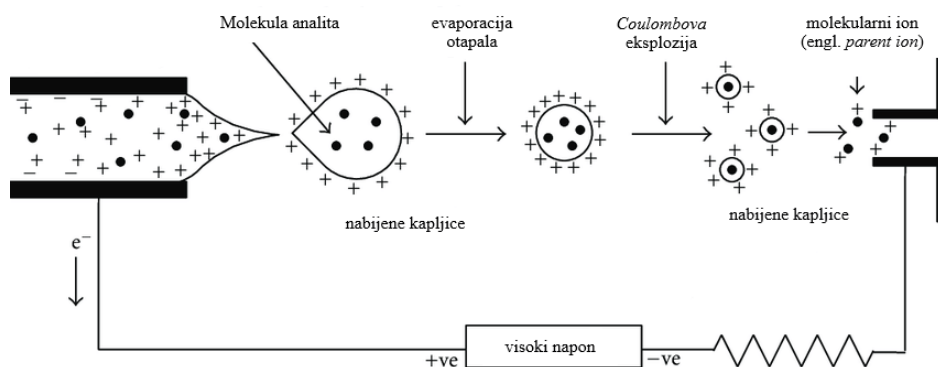 Molekula analita
evaporacija
otapala
Coulombova
eksplozija
molekularni ion
(engl. parent ion)
nabijene kapljice
nabijene kapljice
e⁻
+ve
visoki napon
−ve